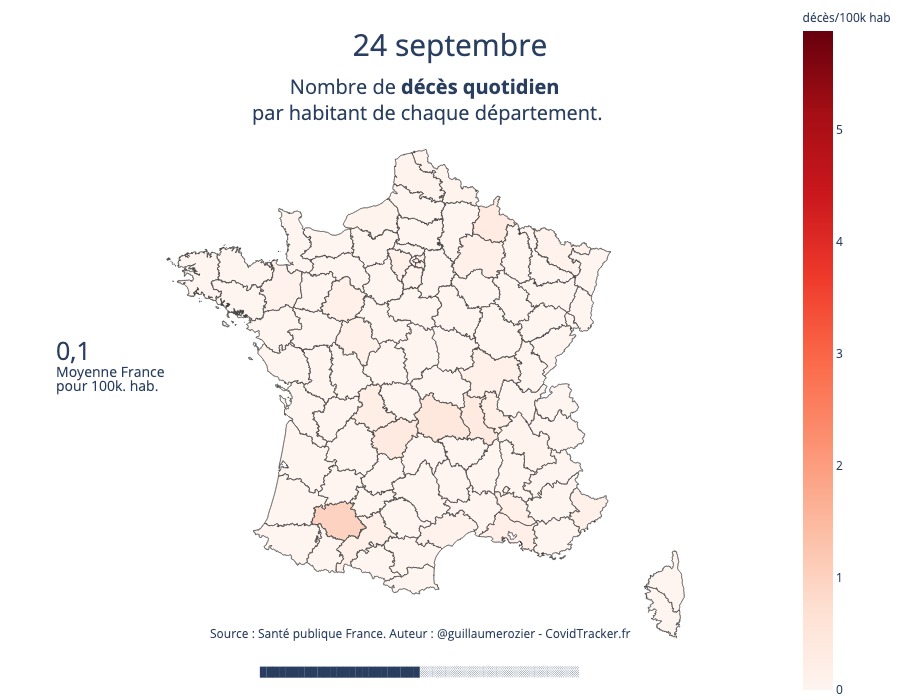 décès/100k hab
24 septembre
Nombre de décès quotidien
par habitant de chaque département.
5
4
0,1
Moyenne France
pour 100k. hab.
3
2
1
Source : Santé publique France. Auteur : @guillaumerozier - CovidTracker.fr
0